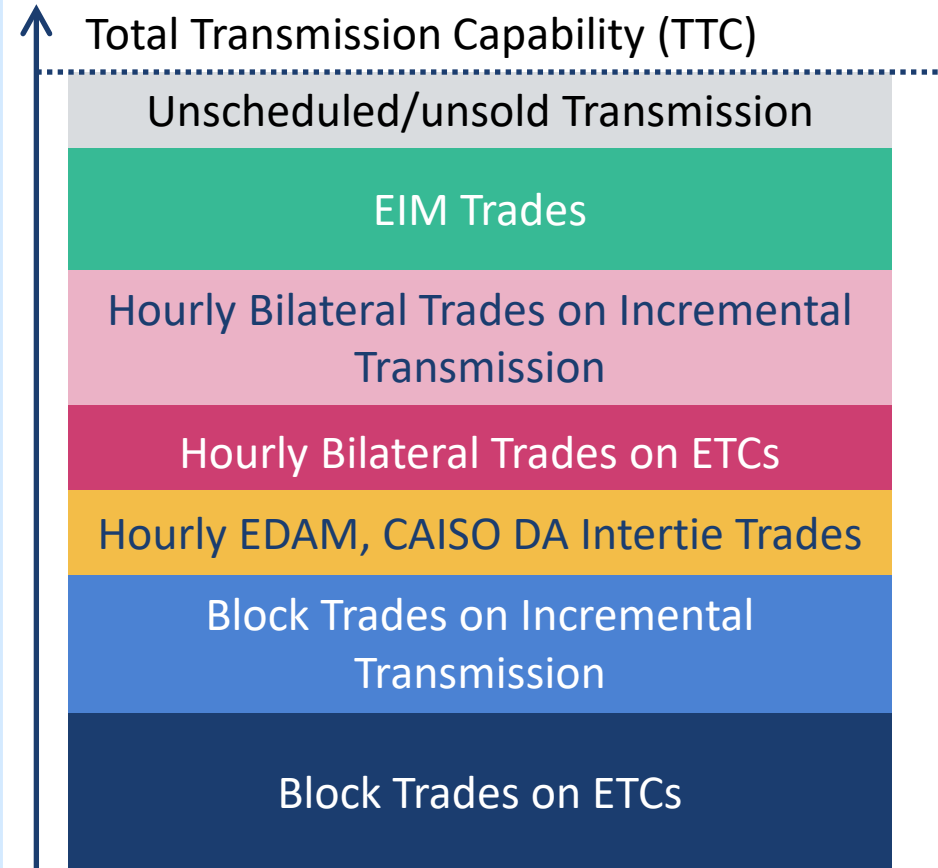 Total Transmission Capability (TTC)
Unscheduled/unsold Transmission
EIM Trades
Hourly Bilateral Trades on Incremental
Transmission
Hourly Bilateral Trades on ETCs
Hourly EDAM, CAISO DA Intertie Trades
Block Trades on Incremental
Transmission
Block Trades on ETCs